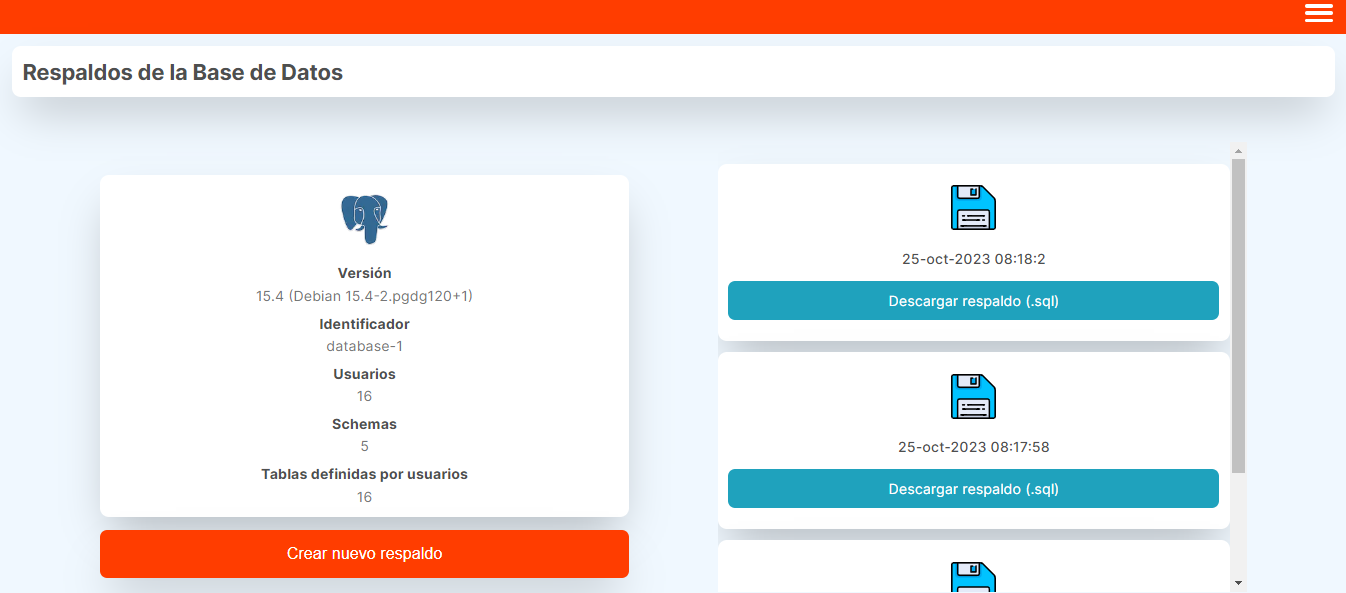 Respaldos de la Base de Datos
Versión
15.4 (Debian 15.4-2.pgdg120+1)
Identificador
database-1
Usuarios
16
Schemas
5
Tablas definidas por usuarios
16
Crear nuevo respaldo
25-oct-2023 08:18:2
Descargar respaldo (.sql)
25-oct-2023 08:17:58
Descargar respaldo (.sql)